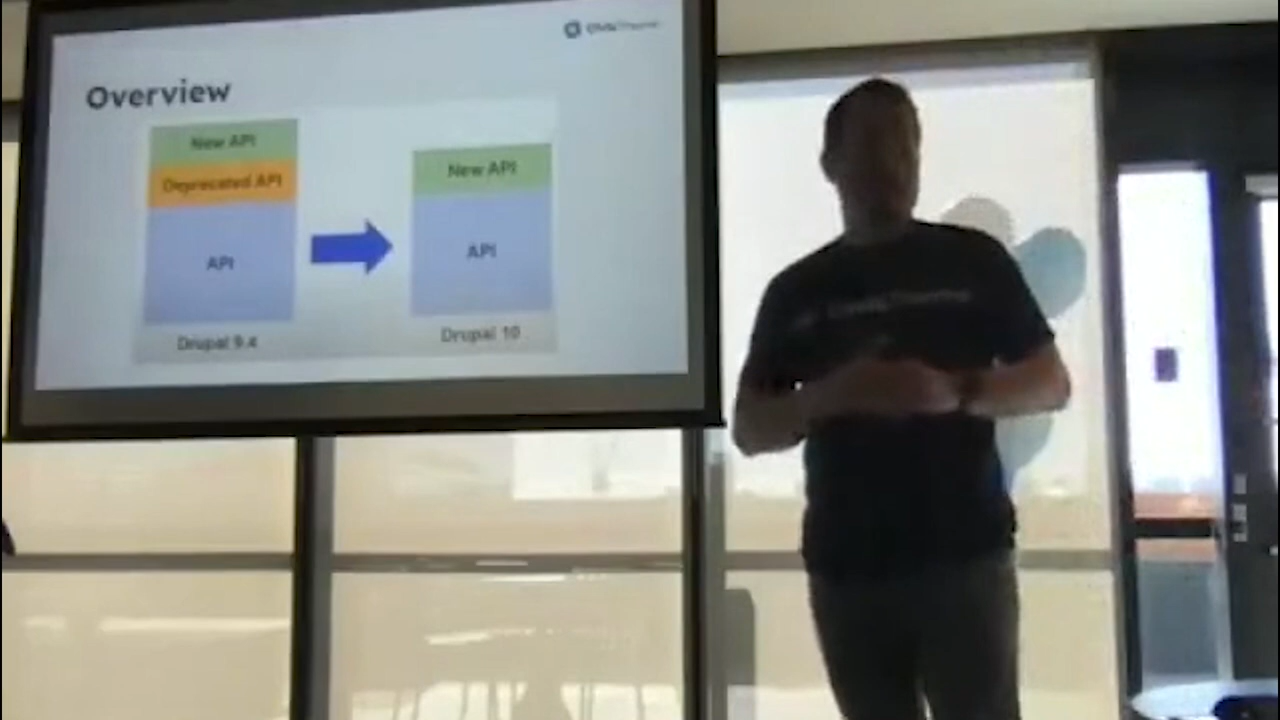 Overview
New API
Deprecated API
API
Drupal 9.4
New API
API
Drupal 10